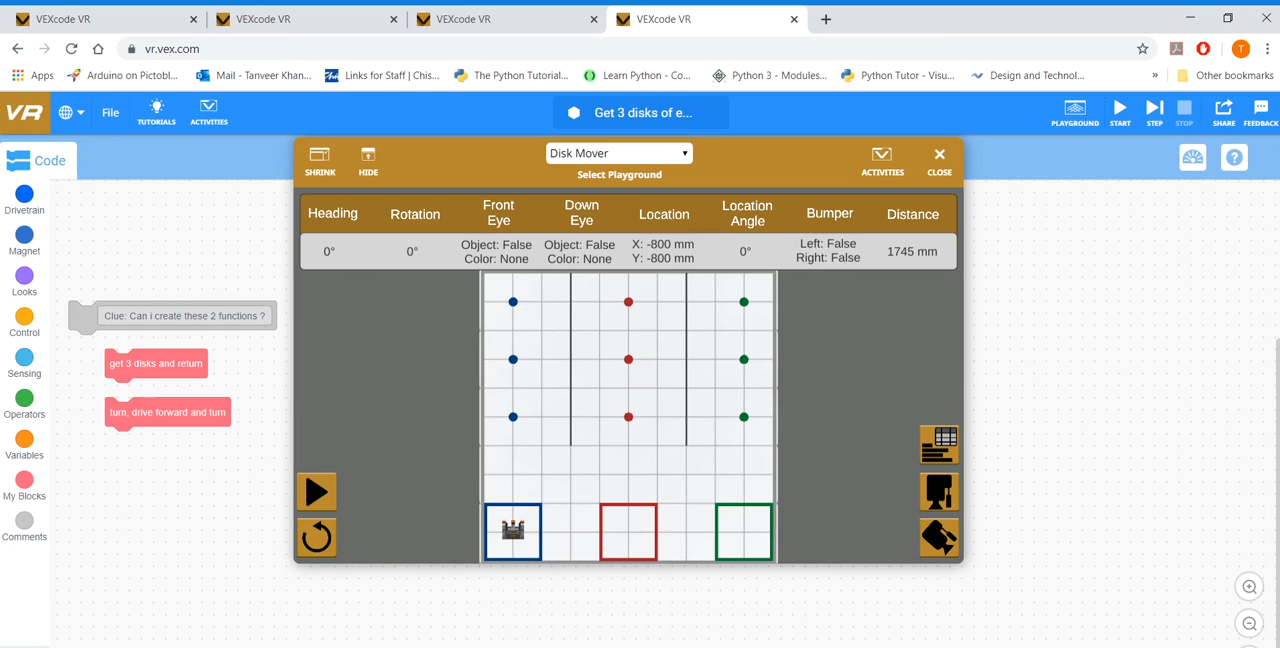 VEXcode VR
VEXcode VR
VEXcode VR
VEXcode VR
vr.vex.com
T
Apps
Arduino on Pictobl...
Mail - Tanveer Khan...
Links for Staff | Chis...
The Python Tutorial...
Learn Python - Co...
Python 3 - Modules...
Python Tutor - Visu...
Design and Technol...
»
Other bookmarks
VR
File
TUTORIALS
ACTIVITIES
Get 3 disks of e...
PLAYGROUND
START
STEP
STOP
SHARE
FEEDBACK
Code
?
Drivetrain
Magnet
Looks
Control
Sensing
Operators
Variables
My Blocks
Comments
Clue: Can i create these 2 functions ?
get 3 disks and return
turn, drive forward and turn
SHRINK
HIDE
Disk Mover
Select Playground
ACTIVITIES
CLOSE
Heading
Rotation
Front
Eye
Down
Eye
Location
Location
Angle
Bumper
Distance
0°
0°
Object: False
Color: None
Object: False
Color: None
X: -800 mm
Y: -800 mm
0°
Left: False
Right: False
1745 mm